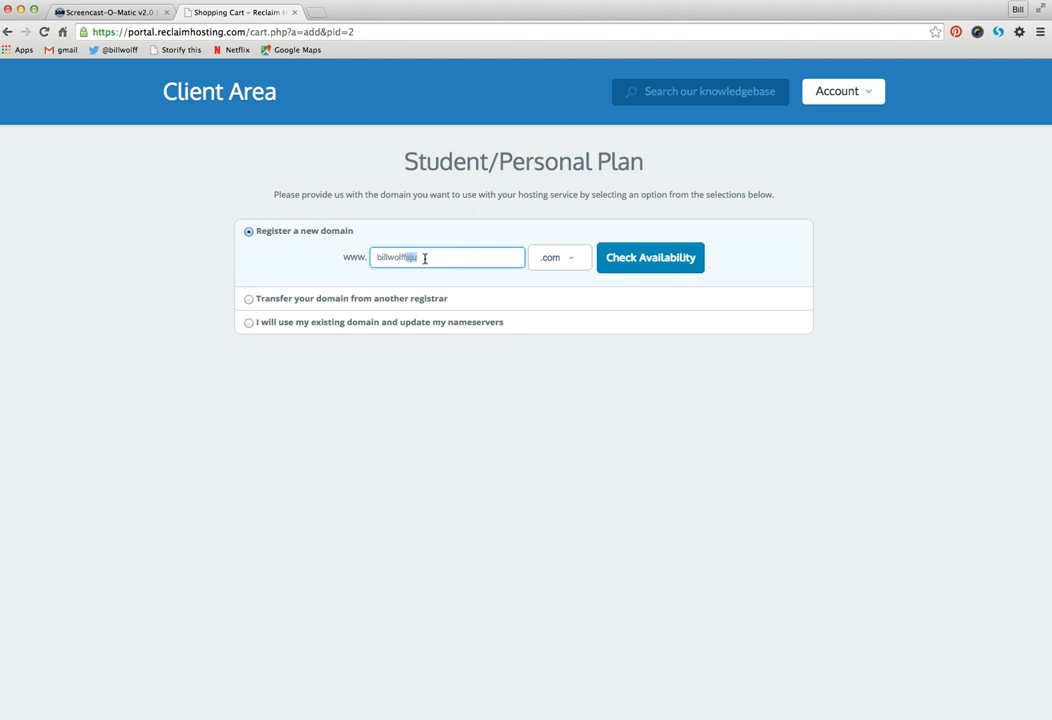 Screencast-O-Matic v2.0
Shopping Cart – Reclaim H
Bill
https://portal.reclaimhosting.com/cart.php?a=add&pid=2
Apps gmail @billwolff Storify this Netflix Google Maps
Client Area
Search our knowledgebase
Account
Student/Personal Plan
Please provide us with the domain you want to use with your hosting service by selecting an option from the selections below.
Register a new domain
www. billwolffsju .com Check Availability
Transfer your domain from another registrar
I will use my existing domain and update my nameservers